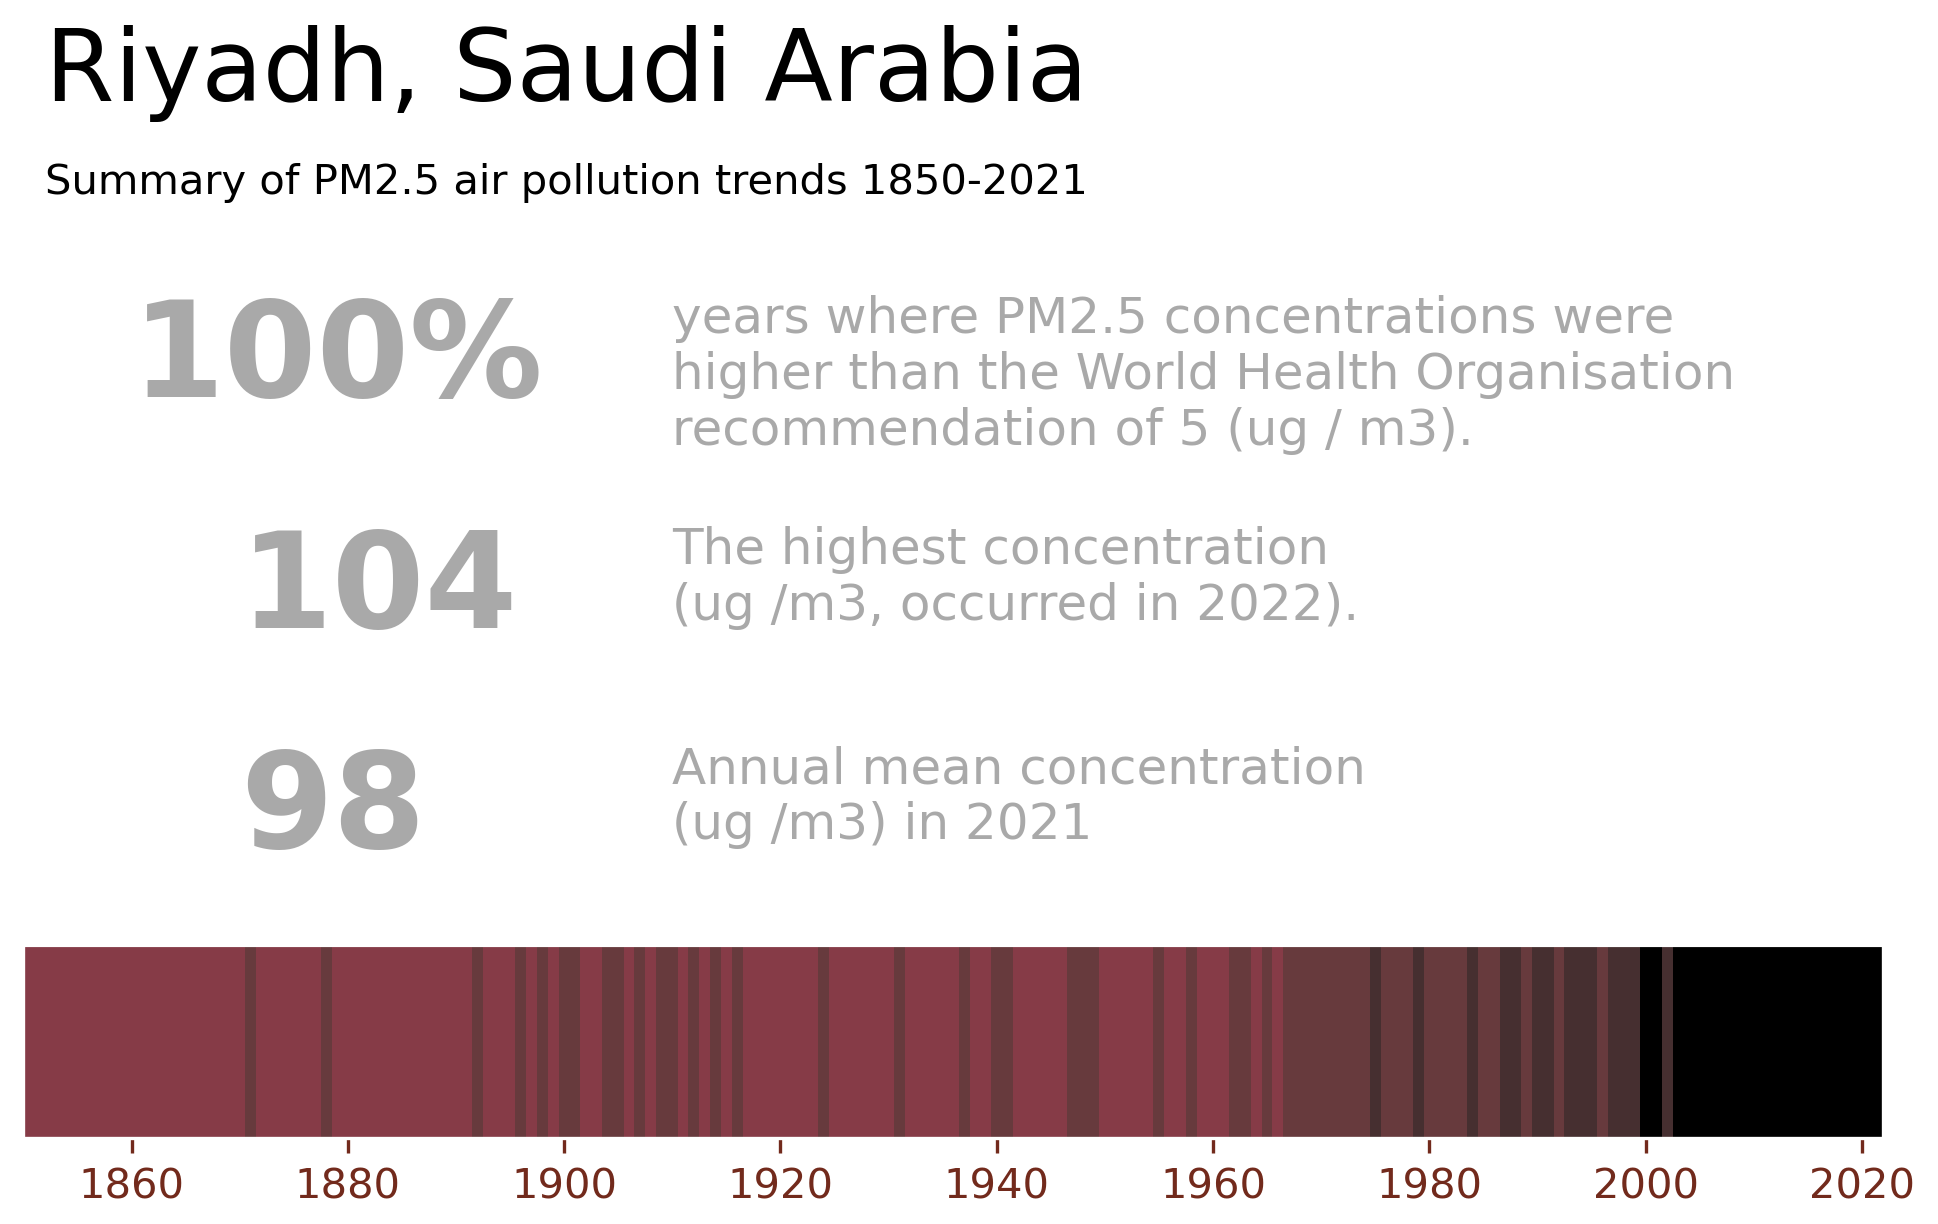 Riyadh, Saudi Arabia
Summary of PM2.5 air pollution trends 1850-2021
100%
years where PM2.5 concentrations were
higher than the World Health Organisation
recommendation of 5 (ug / m3).
104
The highest concentration
(ug /m3, occurred in 2022).
98
Annual mean concentration
(ug /m3) in 2021
1860 1880 1900 1920 1940 1960 1980 2000 2020